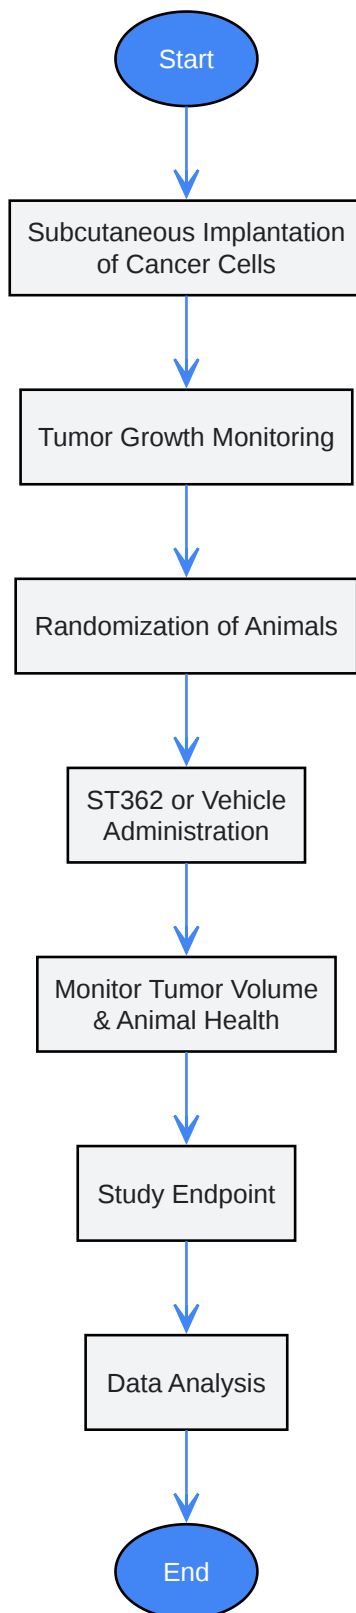 Start
Subcutaneous Implantation
of Cancer Cells
Tumor Growth Monitoring
Randomization of Animals
ST362 or Vehicle
Administration
Monitor Tumor Volume
& Animal Health
Study Endpoint
Data Analysis
End